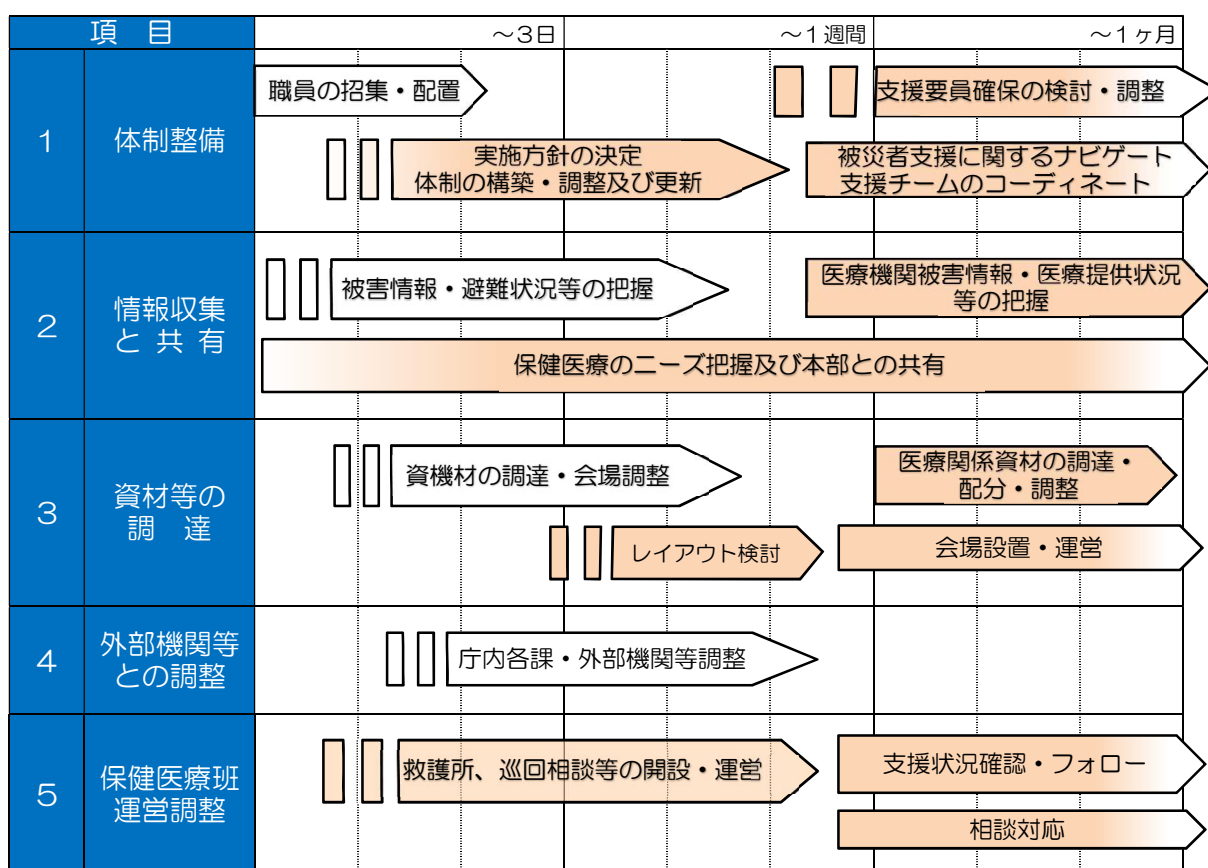 項 目
～3日
～1週間
～1ヶ月
1
体制整備
職員の招集・配置
支援要員確保の検討・調整
実施方針の決定
体制の構築・調整及び更新
被災者支援に関するナビゲート
支援チームのコーディネート
2
情報収集
と 共 有
被害情報・避難状況等の把握
医療機関被害情報・医療提供状況
等の把握
保健医療のニーズ把握及び本部との共有
3
資材等の
調 達
資機材の調達・会場調整
医療関係資材の調達・
配分・調整
レイアウト検討
会場設置・運営
4
外部機関等
との調整
庁内各課・外部機関等調整
5
保健医療班
運営調整
救護所、巡回相談等の開設・運営
支援状況確認・フォロー
相談対応